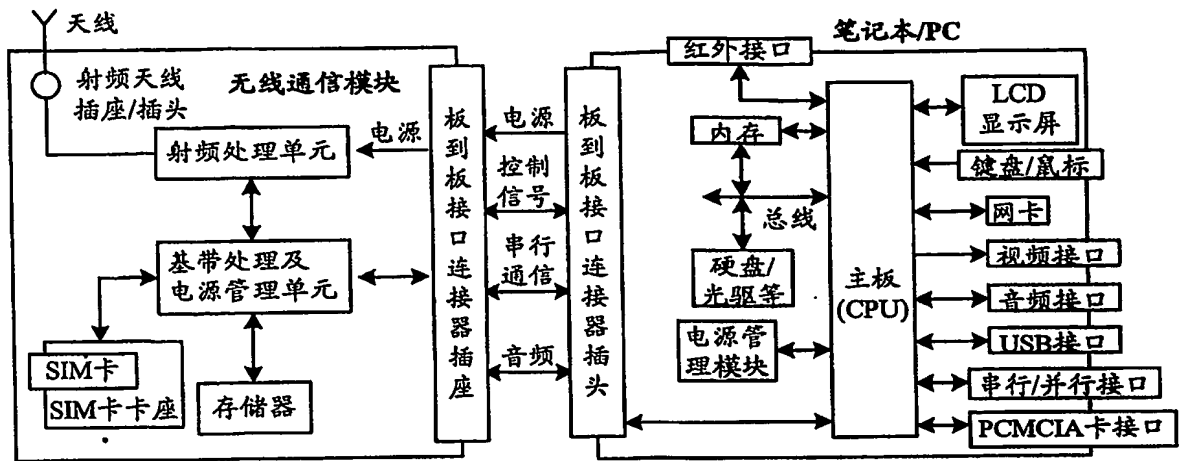 天线
射频天线
插座/插头
无线通信模块
电源
射频处理单元
基带处理及
电源管理单元
SIM卡
SIM卡卡座
存储器
板到板接口连接器插座
电源
控制
信号
串行
通信
音频
板到板接口连接器插头
笔记本/PC
红外接口
内存
总线
硬盘/
光驱等
电源管
理模块
主板
(CPU)
LCD
显示屏
键盘/鼠标
网卡
视频接口
音频接口
USB接口
串行/并行接口
PCMCIA卡接口